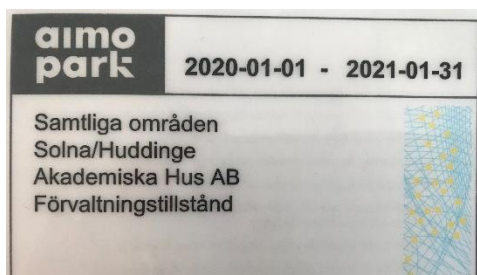 aimo
park
2020-01-01 - 2021-01-31
Samtliga områden
Solna/Huddinge
Akademiska Hus AB
Förvaltningstillstånd